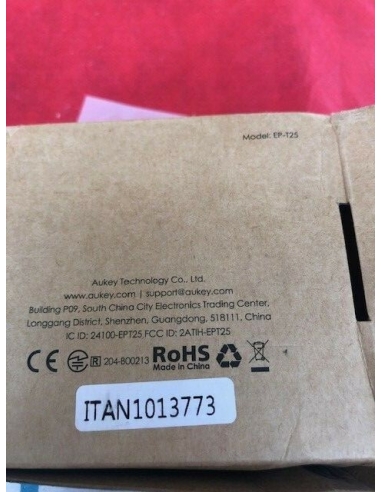 Model: EP-T25
Aukey Technology Co., Ltd.
www.aukey.com | support@aukey.com
Building P09, South China City Electronics Trading Center,
Longgang District, Shenzhen, Guangdong, 518111, China
IC ID: 24100-EPT25 FCC ID: 2ATIH-EPT25
CE R 204-800213 RoHS
Made in China
ITAN1013773